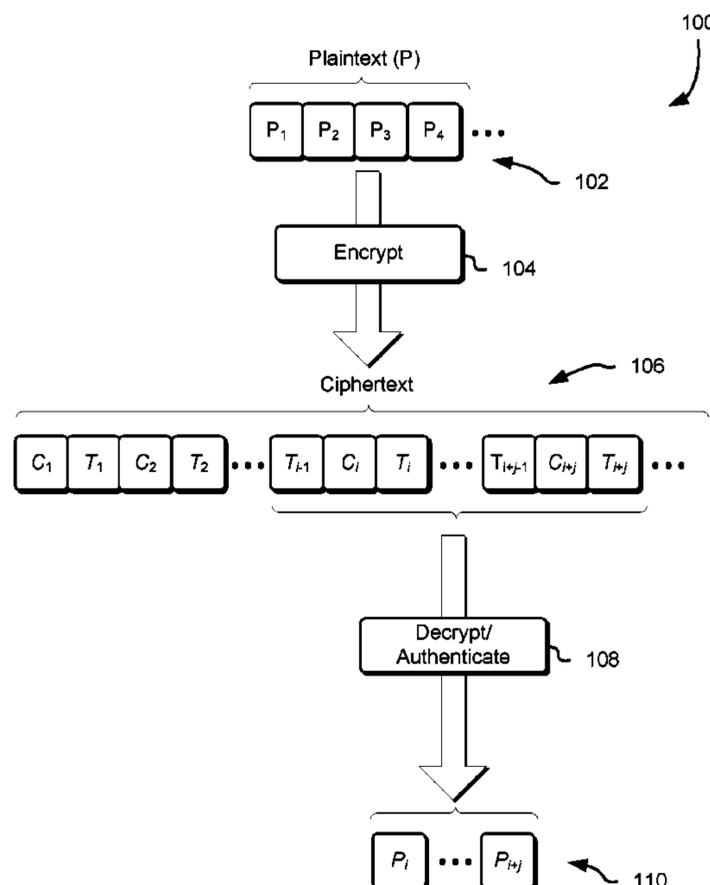 100
Plaintext (P)
P₁ P₂ P₃ P₄ •••
102
Encrypt
104
106
Ciphertext
C₁ T₁ C₂ T₂ ••• Tᵢ₋₁ Cᵢ Tᵢ ••• Tᵢ₊ⱼ₋₁ Cᵢ₊ⱼ Tᵢ₊ⱼ •••
Decrypt/
Authenticate
108
Pᵢ ••• Pᵢ₊ⱼ
110